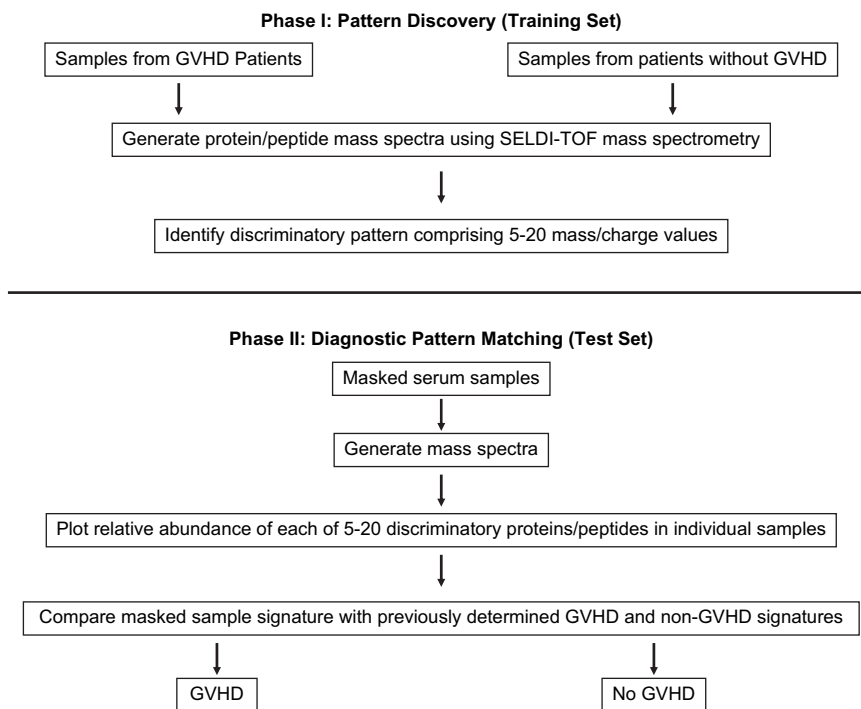 Phase I: Pattern Discovery (Training Set)
Samples from GVHD Patients
Samples from patients without GVHD
Generate protein/peptide mass spectra using SELDI-TOF mass spectrometry
Identify discriminatory pattern comprising 5-20 mass/charge values
Phase II: Diagnostic Pattern Matching (Test Set)
Masked serum samples
Generate mass spectra
Plot relative abundance of each of 5-20 discriminatory proteins/peptides in individual samples
Compare masked sample signature with previously determined GVHD and non-GVHD signatures
GVHD
No GVHD